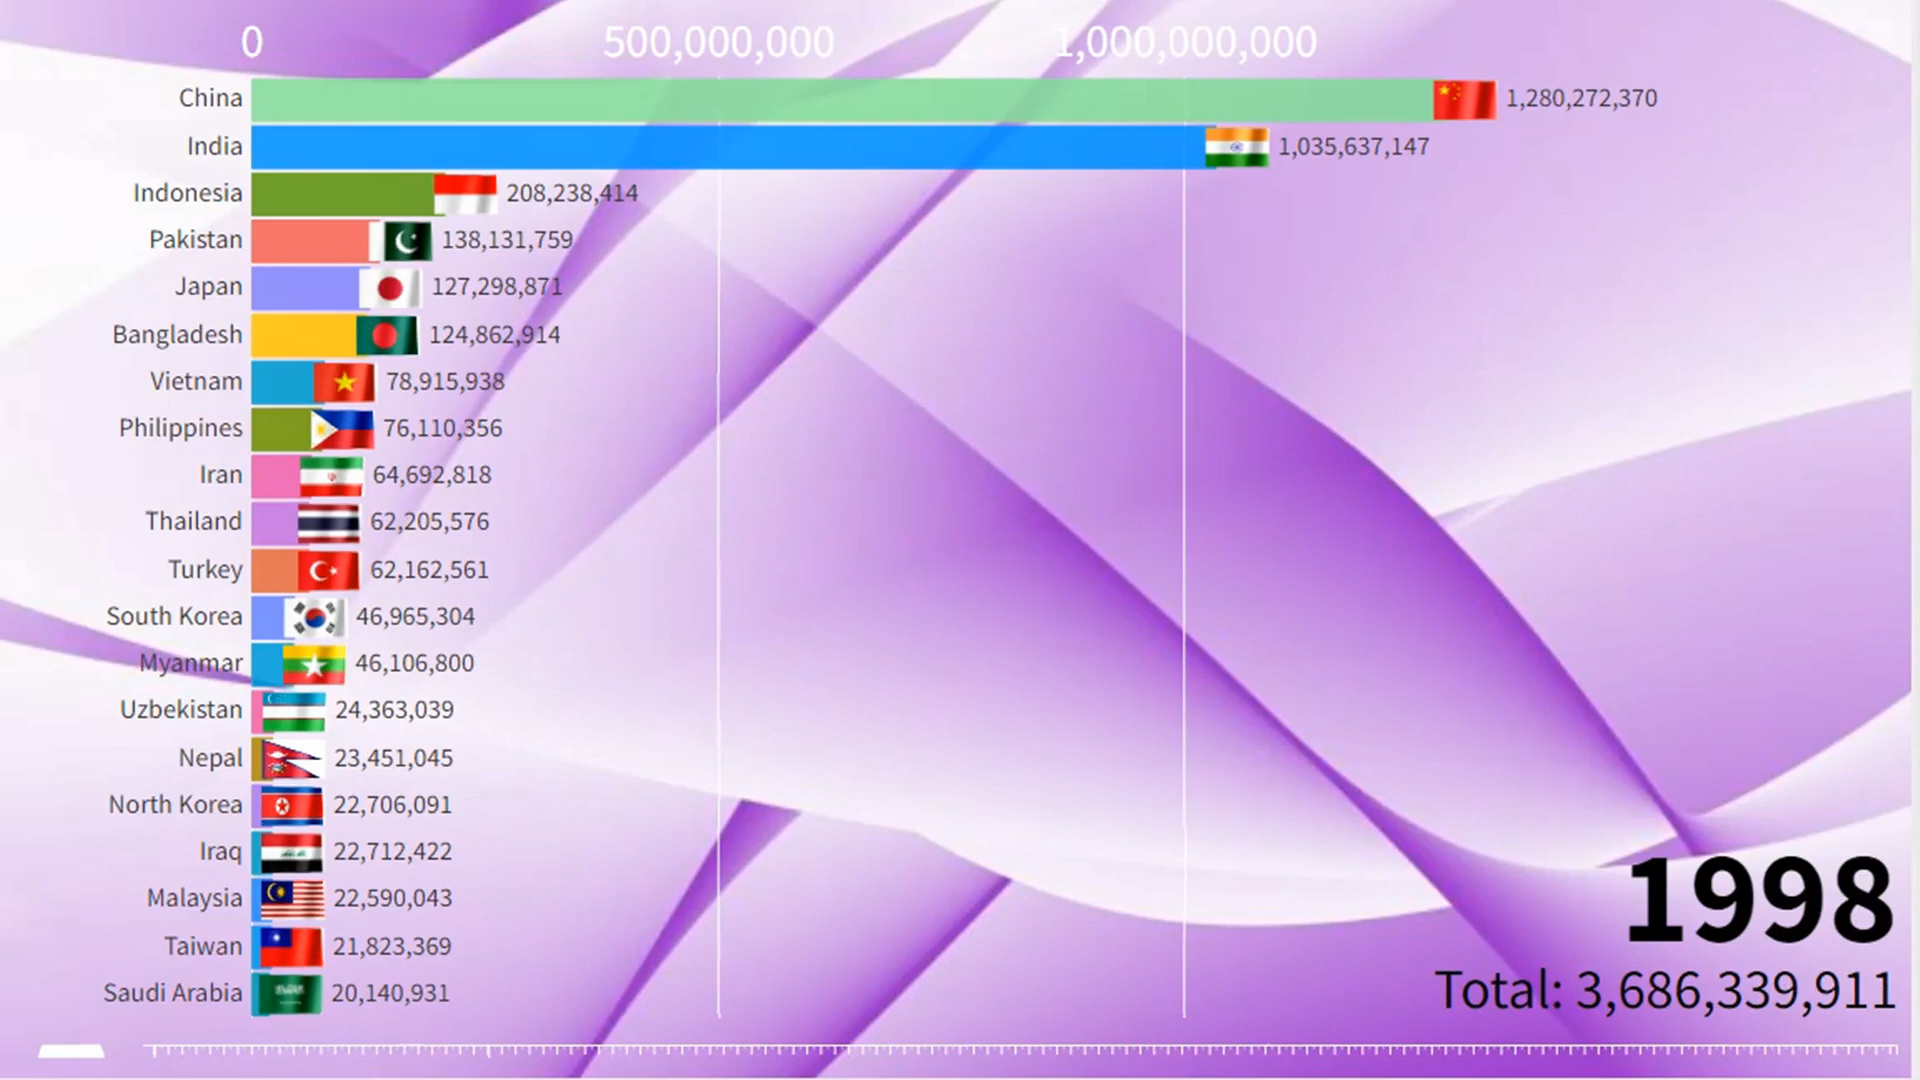 0 500,000,000 1,000,000,000
China 1,280,272,370
India 1,035,637,147
Indonesia 208,238,414
Pakistan 138,131,759
Japan 127,298,871
Bangladesh 124,862,914
Vietnam 78,915,938
Philippines 76,110,356
Iran 64,692,818
Thailand 62,205,576
Turkey 62,162,561
South Korea 46,965,304
Myanmar 46,106,800
Uzbekistan 24,363,039
Nepal 23,451,045
North Korea 22,706,091
Iraq 22,712,422
Malaysia 22,590,043
Taiwan 21,823,369
Saudi Arabia 20,140,931
1998
Total: 3,686,339,911